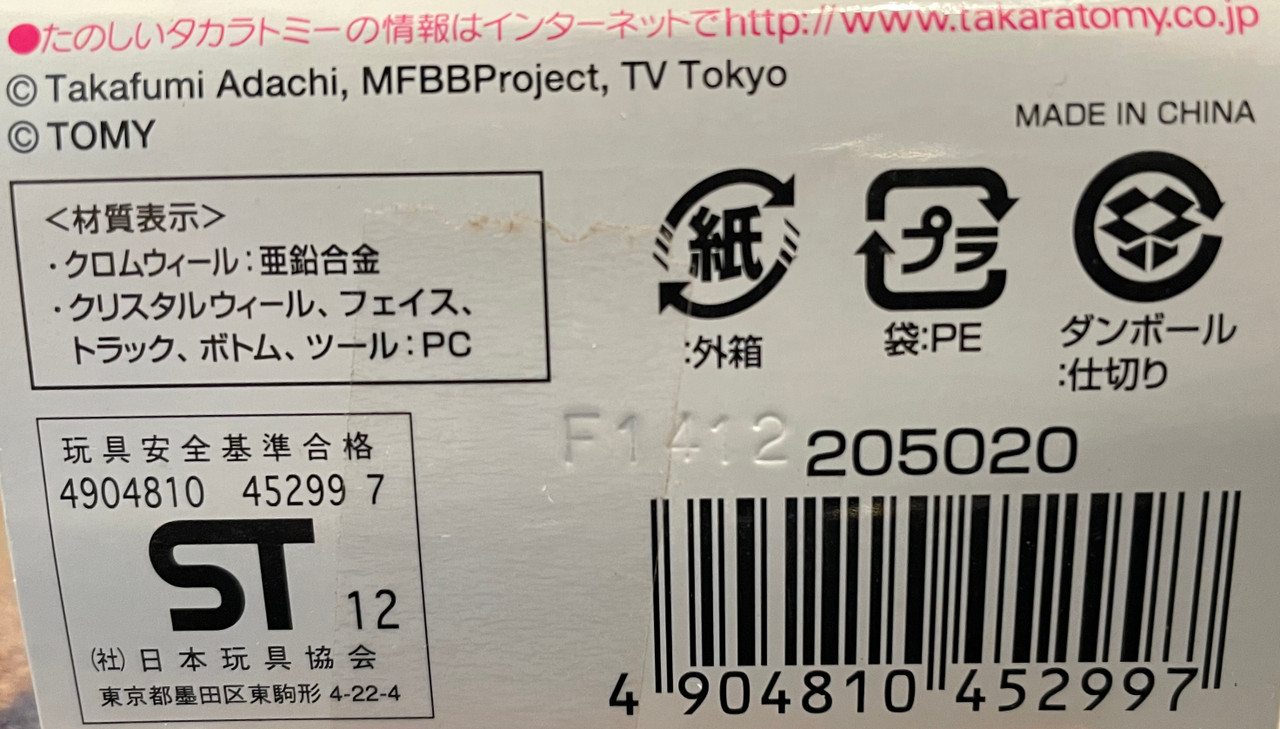 ●たのしいタカラトミーの情報はインターネットでhttp://www.takaratomy.co.jp
© Takafumi Adachi, MFBBProject, TV Tokyo
© TOMY
MADE IN CHINA
<材質表示>
・クロムウィール：亜鉛合金
・クリスタルウィール、フェイス、
トラック、ボトム、ツール：PC
紙
:外箱
プラ
袋:PE
ダンボール
:仕切り
玩具安全基準合格
4904810 45299 7
ST 12
(社)日本玩具協会
東京都墨田区東駒形 4-22-4
F1412
205020
4 904810 452997